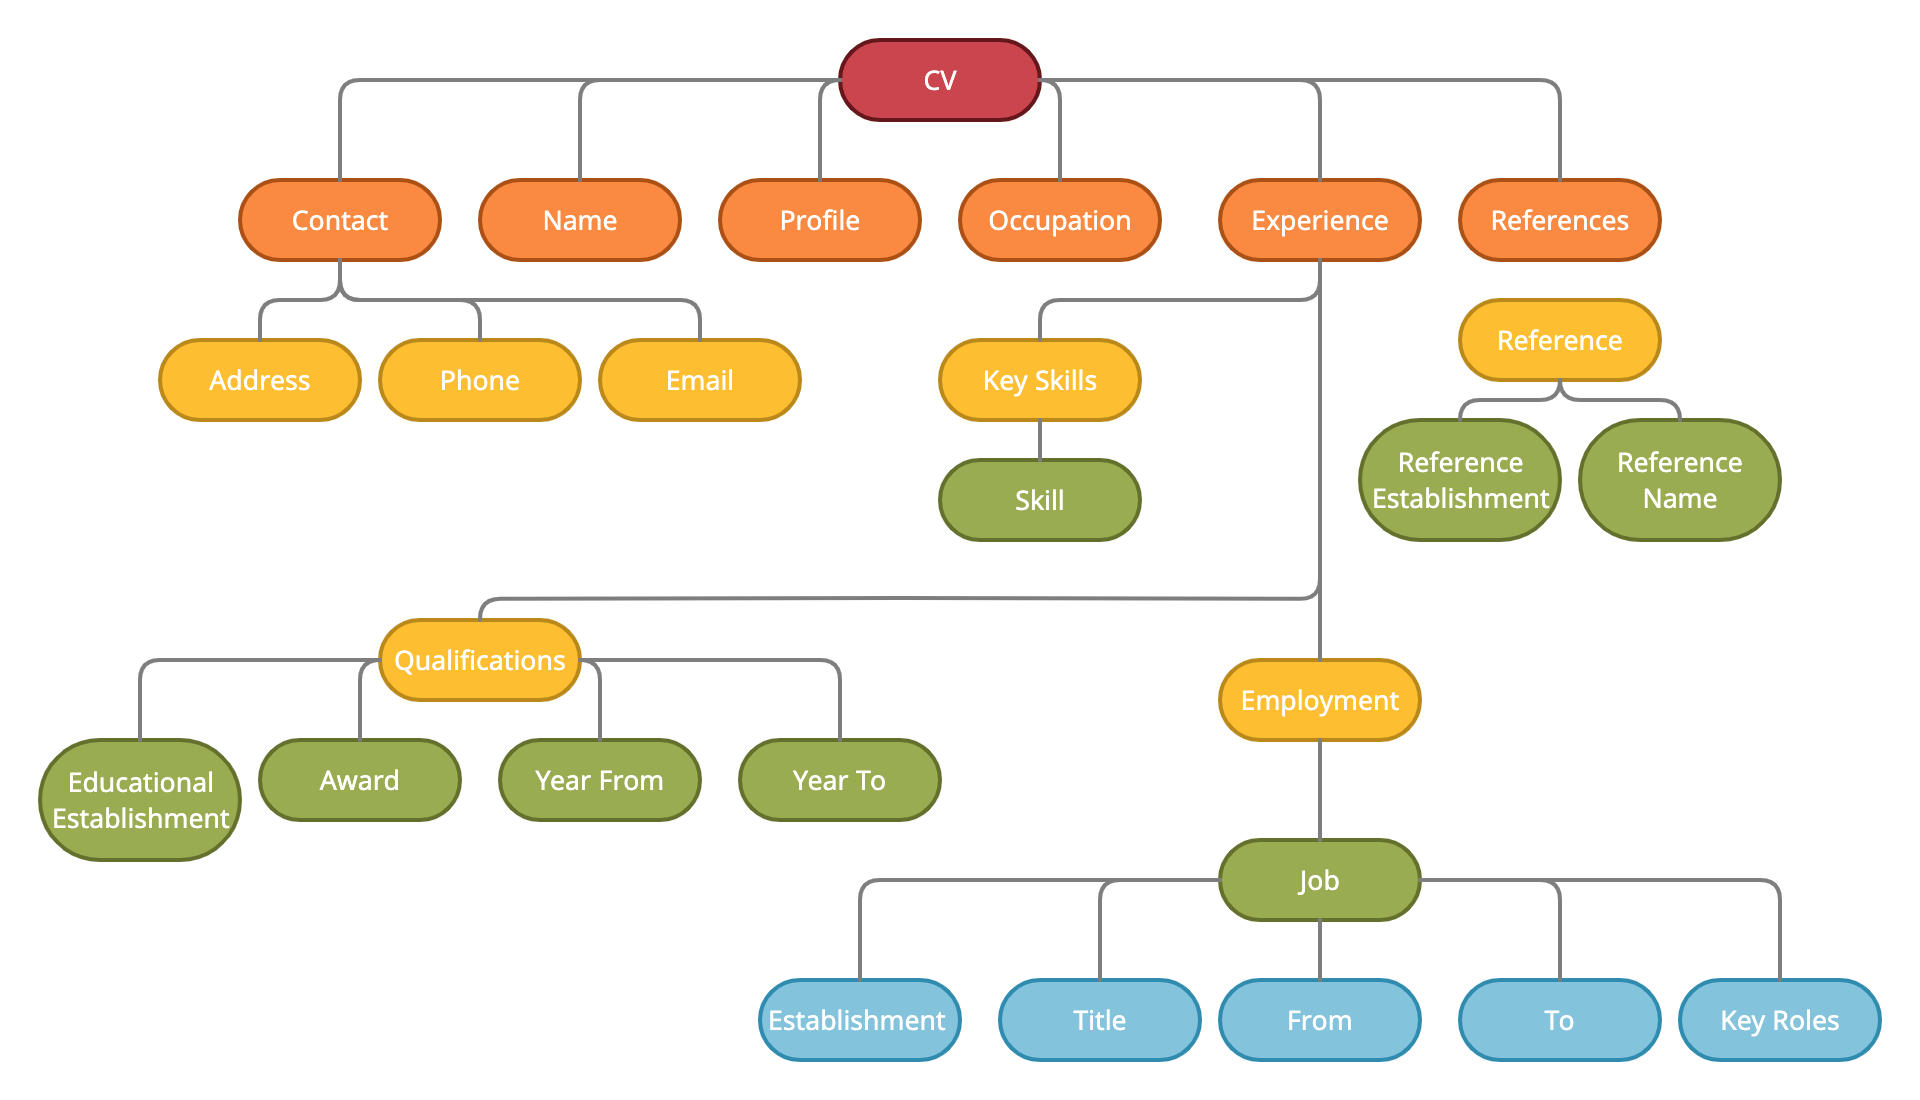 CV
Contact
Name
Profile
Occupation
Experience
References
Reference
Address
Phone
Email
Key Skills
Reference
Establishment
Reference
Name
Skill
Qualifications
Employment
Educational
Establishment
Award
Year From
Year To
Job
Establishment
Title
From
To
Key Roles